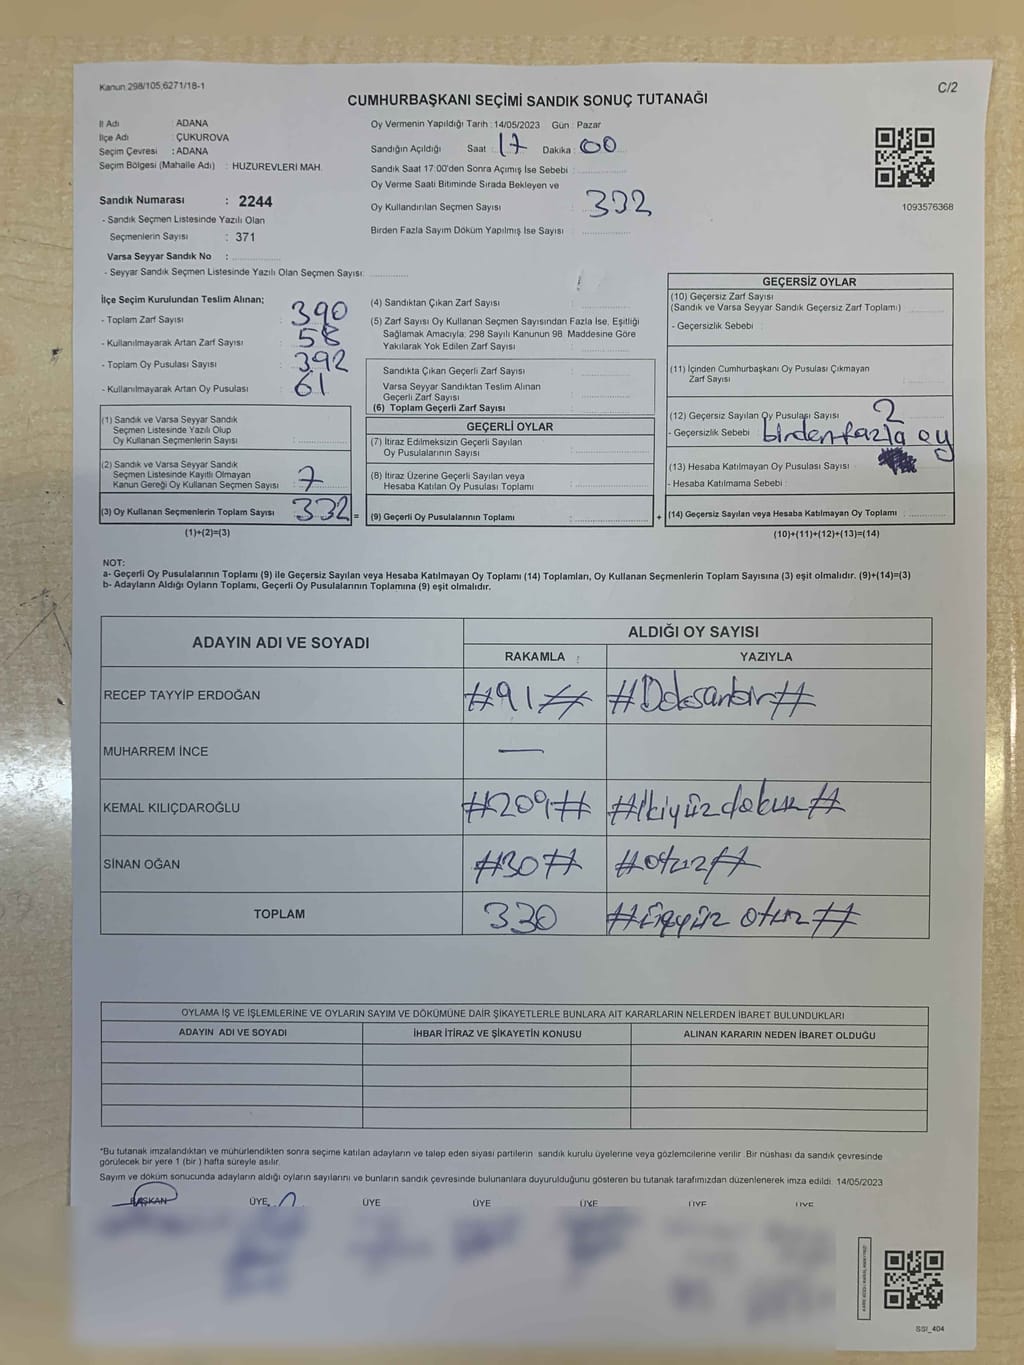 Kanun 298/105;6271/18-1
C/2
CUMHURBAŞKANI SEÇİMİ SANDIK SONUÇ TUTANAĞI
İl Adı : ADANA
İlçe Adı : ÇUKUROVA
Seçim Çevresi : ADANA
Seçim Bölgesi (Mahalle Adı) : HUZUREVLERİ MAH.
Sandık Numarası : 2244
- Sandık Seçmen Listesinde Yazılı Olan
Seçmenlerin Sayısı : 371
Varsa Seyyar Sandık No :
- Seyyar Sandık Seçmen Listesinde Yazılı Olan Seçmen Sayısı:
Oy Vermenin Yapıldığı Tarih : 14/05/2023 Gün : Pazar
Sandığın Açıldığı Saat : 17 Dakika : 00
Sandık Saat 17:00'den Sonra Açımış İse Sebebi :
Oy Verme Saati Bitiminde Sırada Bekleyen ve
Oy Kullandırılan Seçmen Sayısı : 332
Birden Fazla Sayım Döküm Yapılmış İse Sayısı :
1093576368
İlçe Seçim Kurulundan Teslim Alınan;
- Toplam Zarf Sayısı : 390
- Kullanılmayarak Artan Zarf Sayısı : 58
- Toplam Oy Pusulası Sayısı : 392
- Kullanılmayarak Artan Oy Pusulası : 61
(1) Sandık ve Varsa Seyyar Sandık
Seçmen Listesinde Yazılı Olup
Oy Kullanan Seçmenlerin Sayısı :
(2) Sandık ve Varsa Seyyar Sandık
Seçmen Listesinde Kayıtlı Olmayan
Kanun Gereği Oy Kullanan Seçmen Sayısı : 7
(3) Oy Kullanan Seçmenlerin Toplam Sayısı : 332 =
(1)+(2)=(3)
(4) Sandıktan Çıkan Zarf Sayısı :
(5) Zarf Sayısı Oy Kullanan Seçmen Sayısından Fazla İse, Eşitliği
Sağlamak Amacıyla; 298 Sayılı Kanunun 98. Maddesine Göre
Yakılarak Yok Edilen Zarf Sayısı :
Sandıkta Çıkan Geçerli Zarf Sayısı :
Varsa Seyyar Sandıktan Teslim Alınan
Geçerli Zarf Sayısı :
(6) Toplam Geçerli Zarf Sayısı :
GEÇERLİ OYLAR
(7) İtiraz Edilmeksizin Geçerli Sayılan
Oy Pusulalarının Sayısı :
(8) İtiraz Üzerine Geçerli Sayılan veya
Hesaba Katılan Oy Pusulası Toplamı :
(9) Geçerli Oy Pusulalarının Toplamı : +
GEÇERSİZ OYLAR
(10) Geçersiz Zarf Sayısı
(Sandık ve Varsa Seyyar Sandık Geçersiz Zarf Toplamı) :
- Geçersizlik Sebebi :
(11) İçinden Cumhurbaşkanı Oy Pusulası Çıkmayan
Zarf Sayısı :
(12) Geçersiz Sayılan Oy Pusulası Sayısı : 2
- Geçersizlik Sebebi : birden fazla oy
(13) Hesaba Katılmayan Oy Pusulası Sayısı :
- Hesaba Katılmama Sebebi :
(14) Geçersiz Sayılan veya Hesaba Katılmayan Oy Toplamı :
(10)+(11)+(12)+(13)=(14)
NOT:
a- Geçerli Oy Pusulalarının Toplamı (9) ile Geçersiz Sayılan veya Hesaba Katılmayan Oy Toplamı (14) Toplamları, Oy Kullanan Seçmenlerin Toplam Sayısına (3) eşit olmalıdır. (9)+(14)=(3)
b- Adayların Aldığı Oyların Toplamı, Geçerli Oy Pusulalarının Toplamına (9) eşit olmalıdır.
ADAYIN ADI VE SOYADI
ALDIĞI OY SAYISI
RAKAMLA : YAZIYLA
RECEP TAYYİP ERDOĞAN #91# #Doksanbir#
MUHARREM İNCE —
KEMAL KILIÇDAROĞLU #209# #İkiyüzdokuz#
SİNAN OĞAN #30# #otuz#
TOPLAM 330 #üçyüz otuz#
OYLAMA İŞ VE İŞLEMLERİNE VE OYLARIN SAYIM VE DÖKÜMÜNE DAİR ŞİKAYETLERLE BUNLARA AİT KARARLARIN NELERDEN İBARET BULUNDUKLARI
ADAYIN ADI VE SOYADI İHBAR İTİRAZ VE ŞİKAYETİN KONUSU ALINAN KARARIN NEDEN İBARET OLDUĞU
*Bu tutanak imzalandıktan ve mühürlendikten sonra seçime katılan adayların ve talep eden siyasi partilerin sandık kurulu üyelerine veya gözlemcilerine verilir. Bir nüshası da sandık çevresinde
görülecek bir yere 1 (bir) hafta süreyle asılır.
Sayım ve döküm sonucunda adayların aldığı oyların sayılarını ve bunların sandık çevresinde bulunanlara duyurulduğunu gösteren bu tutanak tarafımızdan düzenlenerek imza edildi. 14/05/2023
BAŞKAN ÜYE ÜYE ÜYE ÜYE ÜYE ÜYE
SSI_404